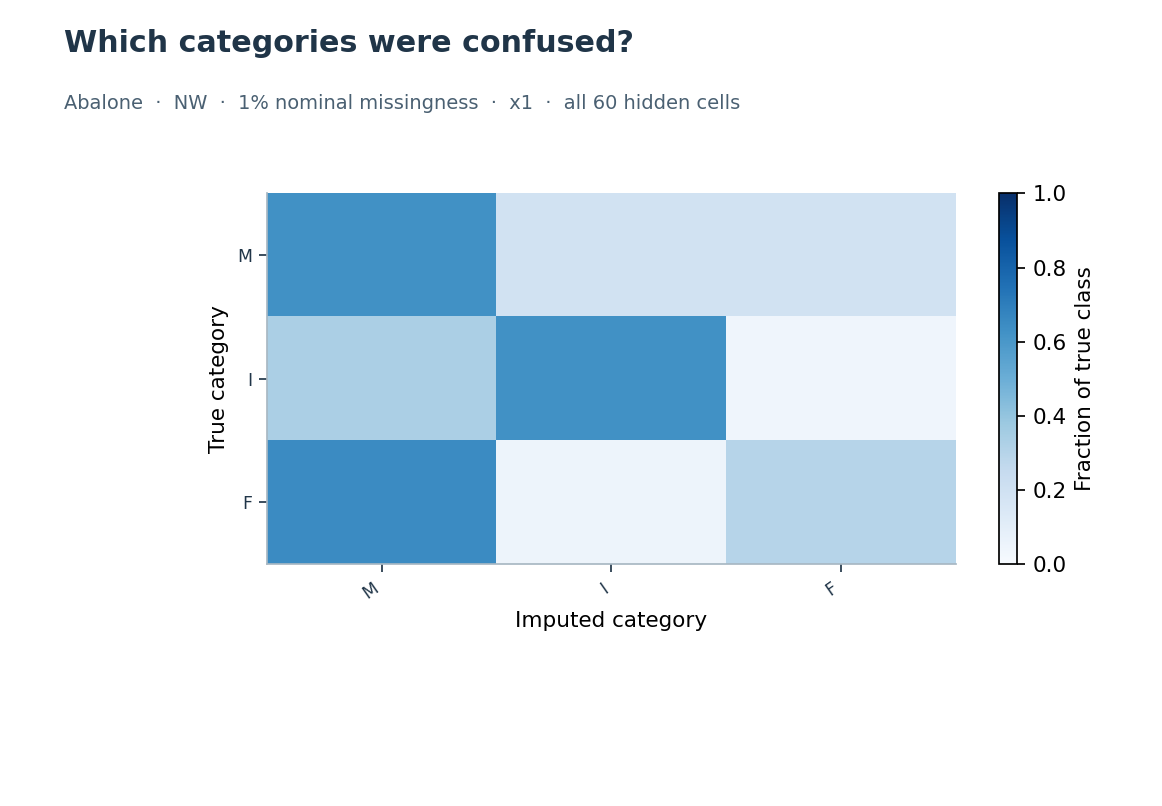 Which categories were confused?
Abalone · NW · 1% nominal missingness · x1 · all 60 hidden cells
True category
M
I
F
M
I
F
Imputed category
1.0
0.8
0.6
0.4
0.2
0.0
Fraction of true class